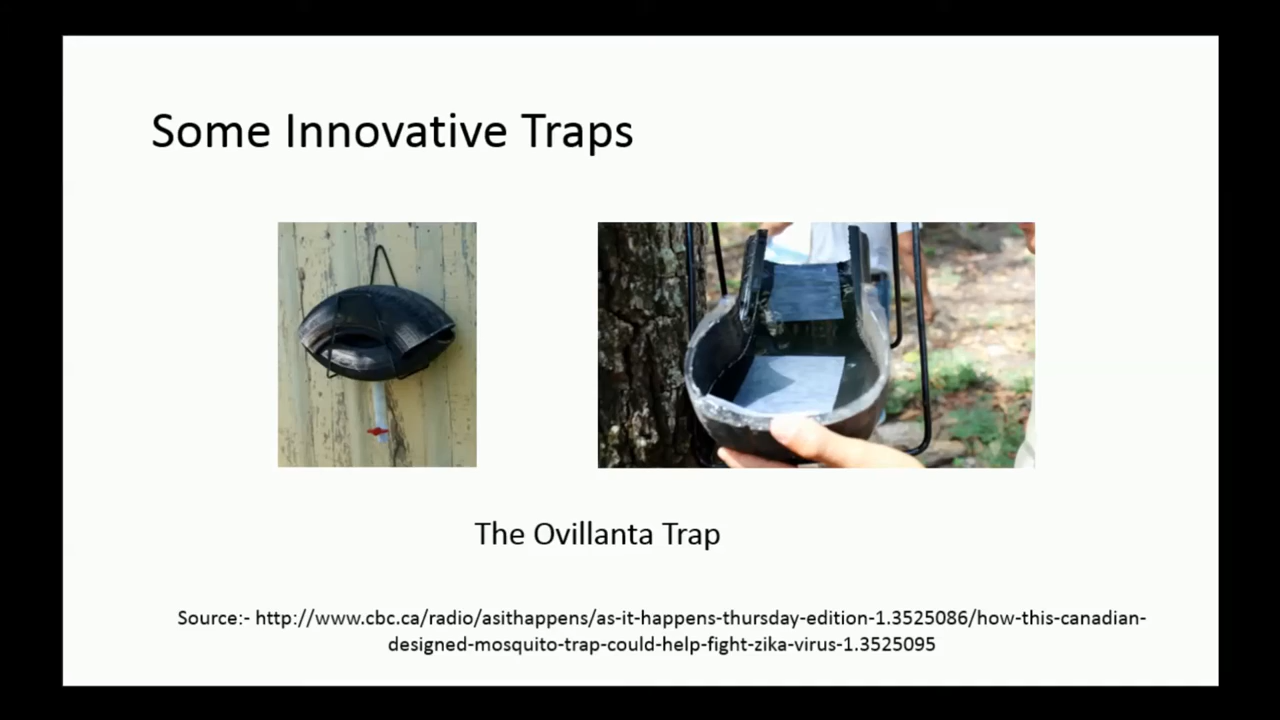 Some Innovative Traps
The Ovillanta Trap
Source:- http://www.cbc.ca/radio/asithappens/as-it-happens-thursday-edition-1.3525086/how-this-canadian-
designed-mosquito-trap-could-help-fight-zika-virus-1.3525095